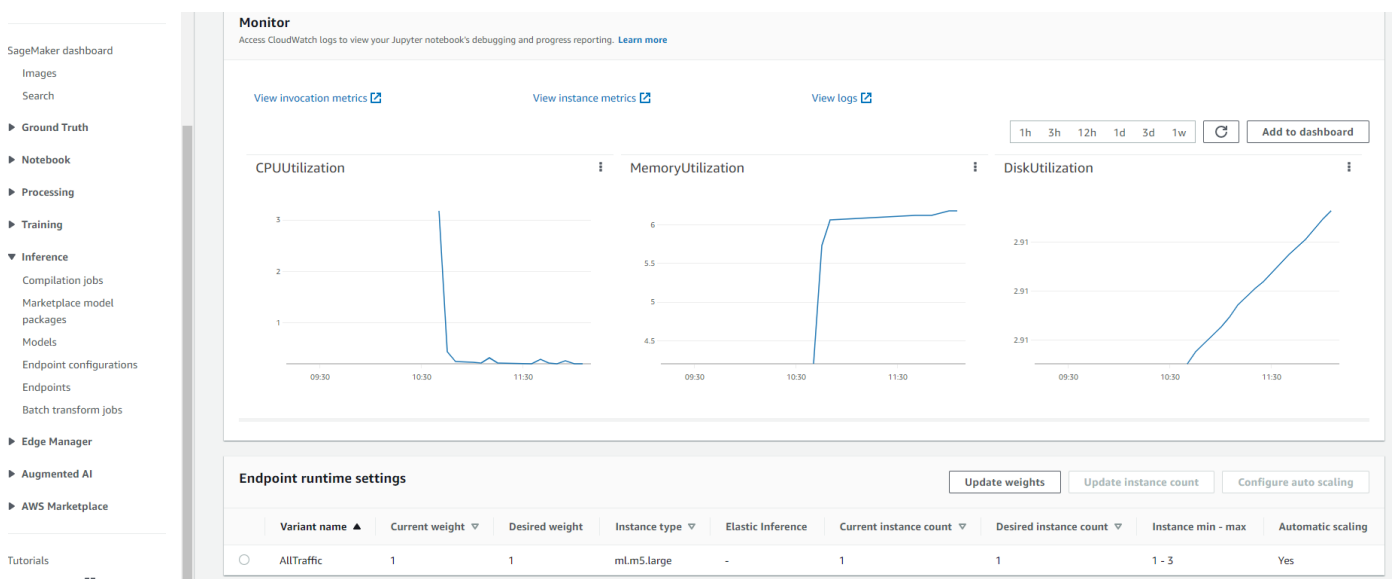 SageMaker dashboard
Images
Search
Ground Truth
Notebook
Processing
Training
Inference
Compilation jobs
Marketplace model
packages
Models
Endpoint configurations
Endpoints
Batch transform jobs
Edge Manager
Augmented AI
AWS Marketplace
Tutorials
Monitor
Access CloudWatch logs to view your Jupyter notebook's debugging and progress reporting. Learn more
View invocation metrics View instance metrics View logs
1h 3h 12h 1d 3d 1w Add to dashboard
CPUUtilization
3
2
1
09:30 10:30 11:30
MemoryUtilization
6
5.5
5
4.5
09:30 10:30 11:30
DiskUtilization
2.91
2.91
2.91
09:30 10:30 11:30
Endpoint runtime settings Update weights Update instance count Configure auto scaling
Variant name Current weight Desired weight Instance type Elastic Inference Current instance count Desired instance count Instance min - max Automatic scaling
AllTraffic 1 1 ml.m5.large - 1 1 1 - 3 Yes